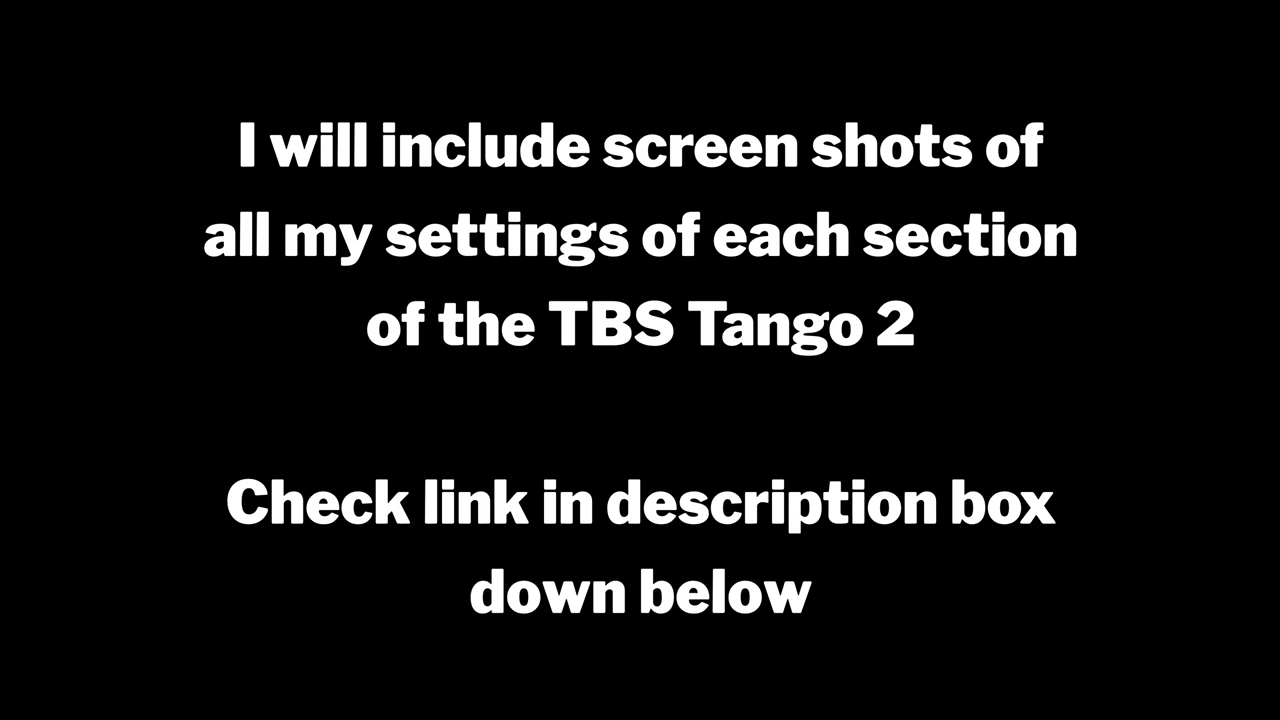 I will include screen shots of
all my settings of each section
of the TBS Tango 2
Check link in description box
down below